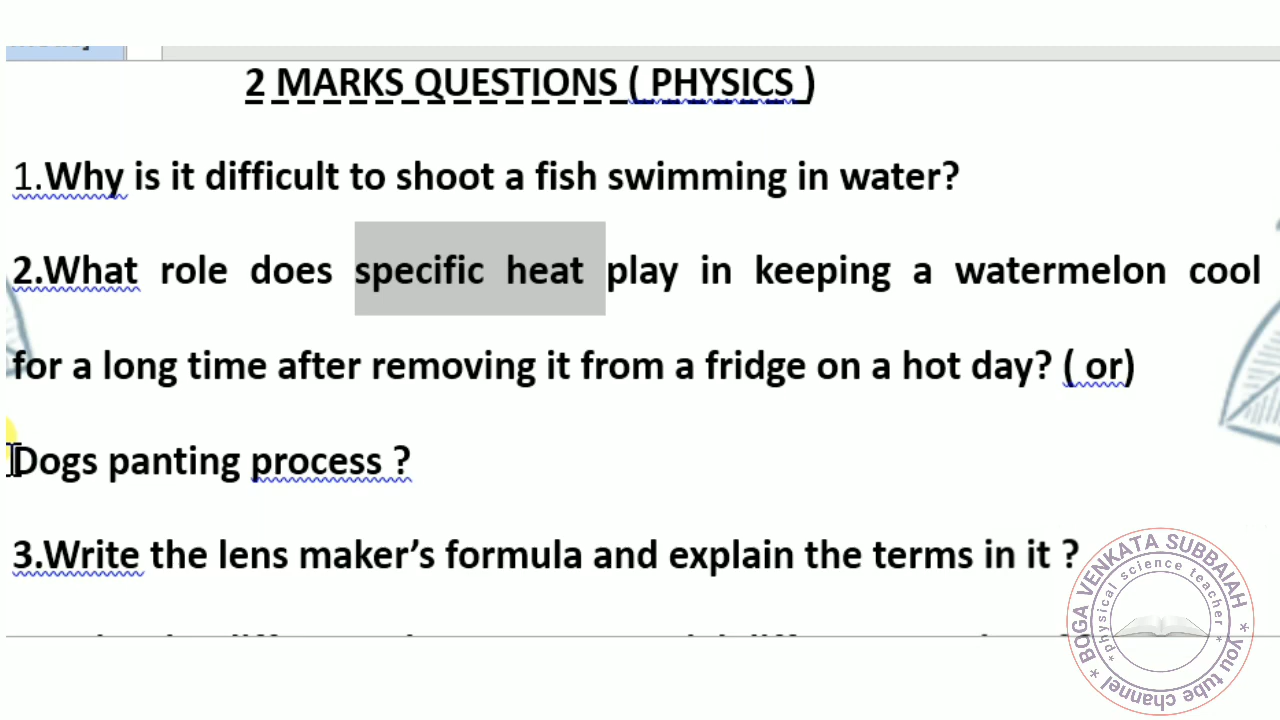 2 MARKS QUESTIONS ( PHYSICS )
1.Why is it difficult to shoot a fish swimming in water?
2.What role does specific heat play in keeping a watermelon cool
for a long time after removing it from a fridge on a hot day? ( or)
Dogs panting process ?
3.Write the lens maker’s formula and explain the terms in it ?
BOGA VENKATA SUBBAIAH * you tube channel *
* physical science teacher *